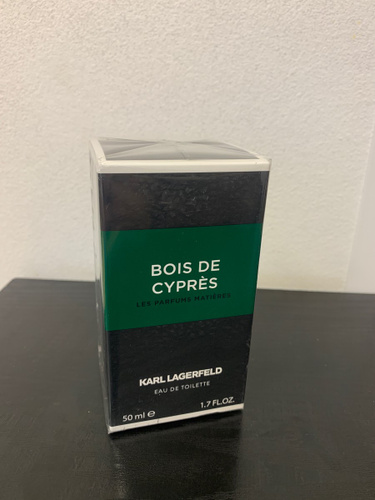 BOIS DE
CYPRÈS
LES PARFUMS MATIÈRES
KARL LAGERFELD
EAU DE TOILETTE
50 ml ℮
1.7 FL.OZ.